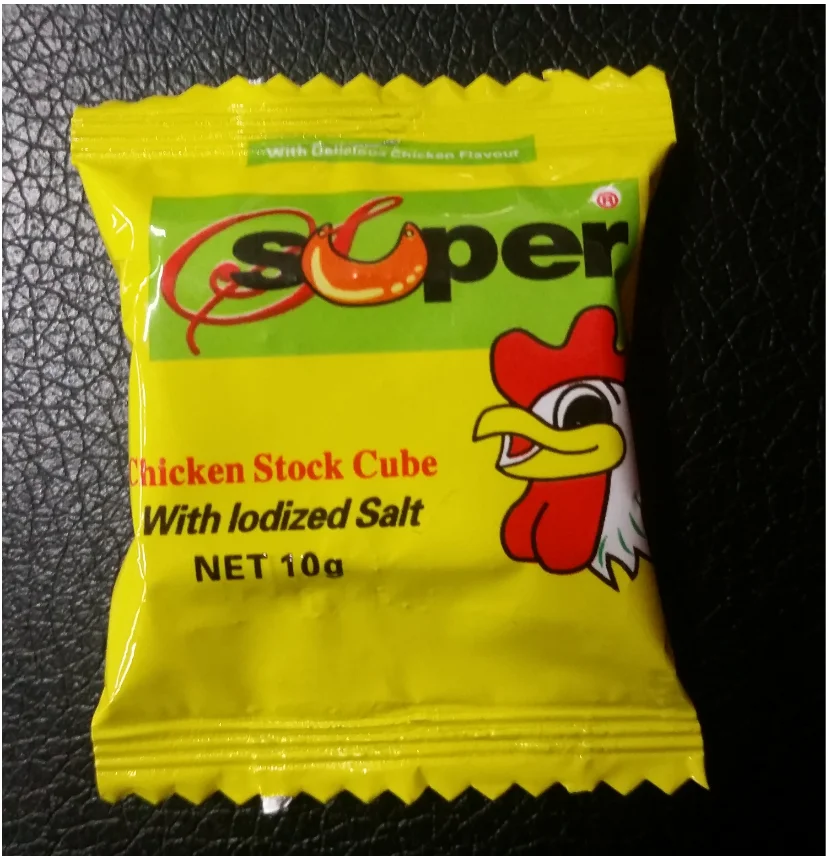 With Delicious Chicken Flavour
super®
Chicken Stock Cube
With Iodized Salt
NET 10g